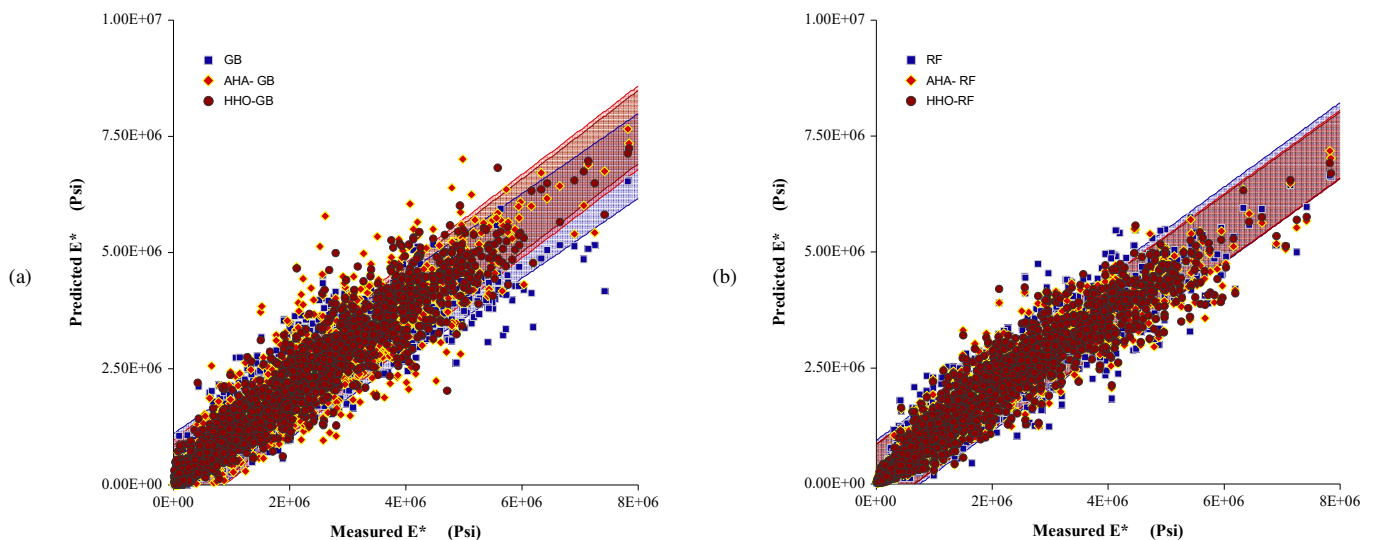 (a)
Predicted E* (Psi)
1.00E+07
7.50E+06
5.00E+06
2.50E+06
0.00E+00
GB
AHA- GB
HHO-GB
0E+00 2E+06 4E+06 6E+06 8E+06
Measured E* (Psi)
(b)
Predicted E* (Psi)
1.00E+07
7.50E+06
5.00E+06
2.50E+06
0.00E+00
RF
AHA- RF
HHO-RF
0E+00 2E+06 4E+06 6E+06 8E+06
Measured E* (Psi)